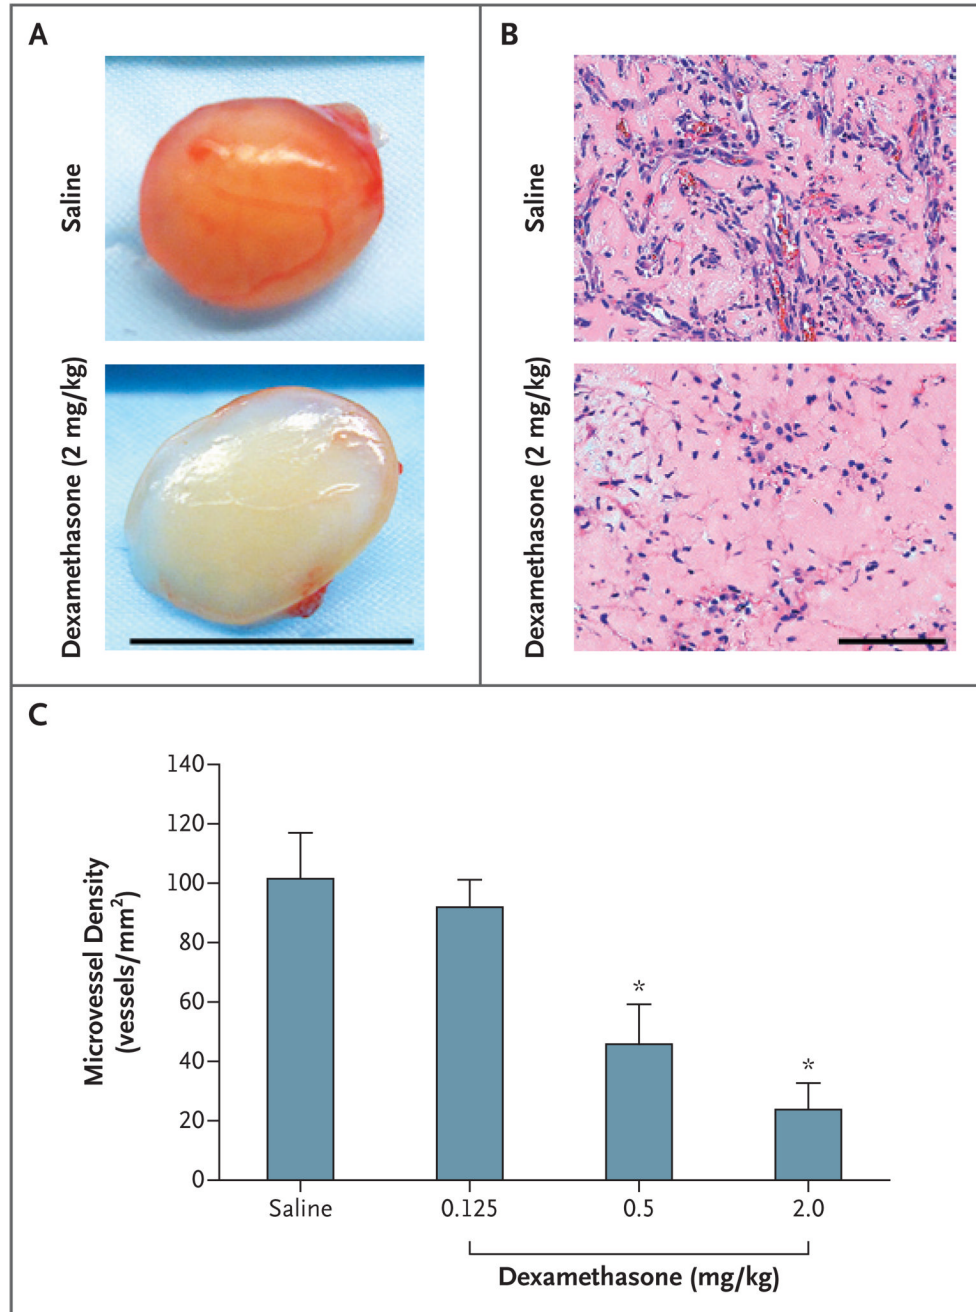 A
Saline
Dexamethasone (2 mg/kg)
B
Saline
Dexamethasone (2 mg/kg)
C
Microvessel Density
(vessels/mm²)
140
120
100
80
60
40
20
0
*
*
Saline
0.125
0.5
2.0
Dexamethasone (mg/kg)